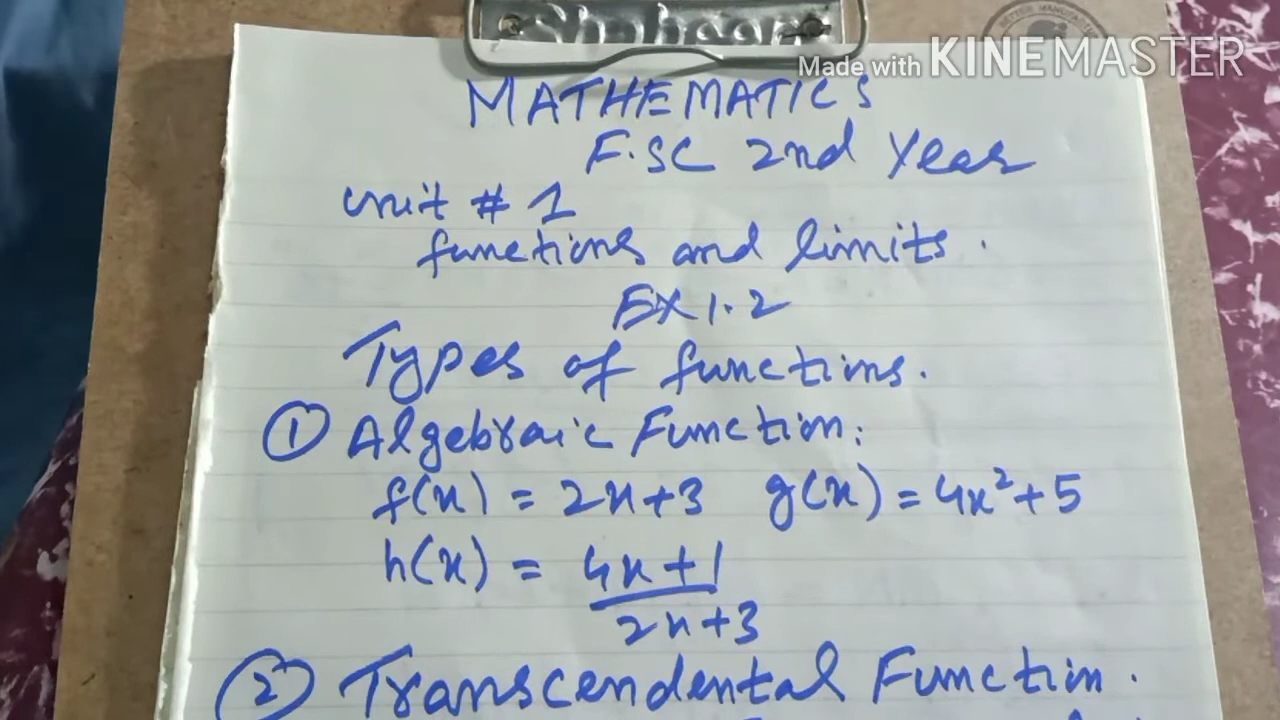 Made with KINEMASTER
MATHEMATICS
F.SC 2nd Year
unit # 1
functions and limits.
EX 1.2
Types of functions.
① Algebraic Function:
f(x) = 2x+3 g(x) = 4x²+5
h(x) = 4x+1
2x+3
② Transcendental Function.